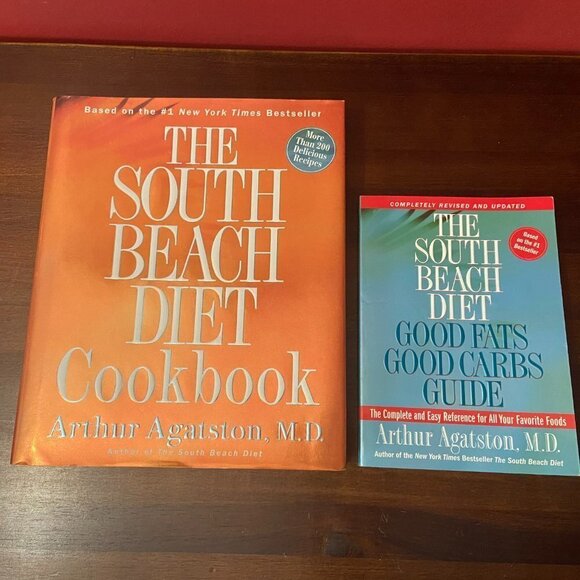 Based on the #1 New York Times Bestseller
THE
SOUTH
BEACH
DIET
Cookbook
More
Than 200
Delicious
Recipes
Arthur Agatston, M.D.
Author of The South Beach Diet
COMPLETELY REVISED AND UPDATED
THE
SOUTH
BEACH
DIET
Based
on the #1
Bestseller
GOOD FATS
GOOD CARBS
GUIDE
The Complete and Easy Reference for All Your Favorite Foods
Arthur Agatston, M.D.
Author of the New York Times Bestseller The South Beach Diet